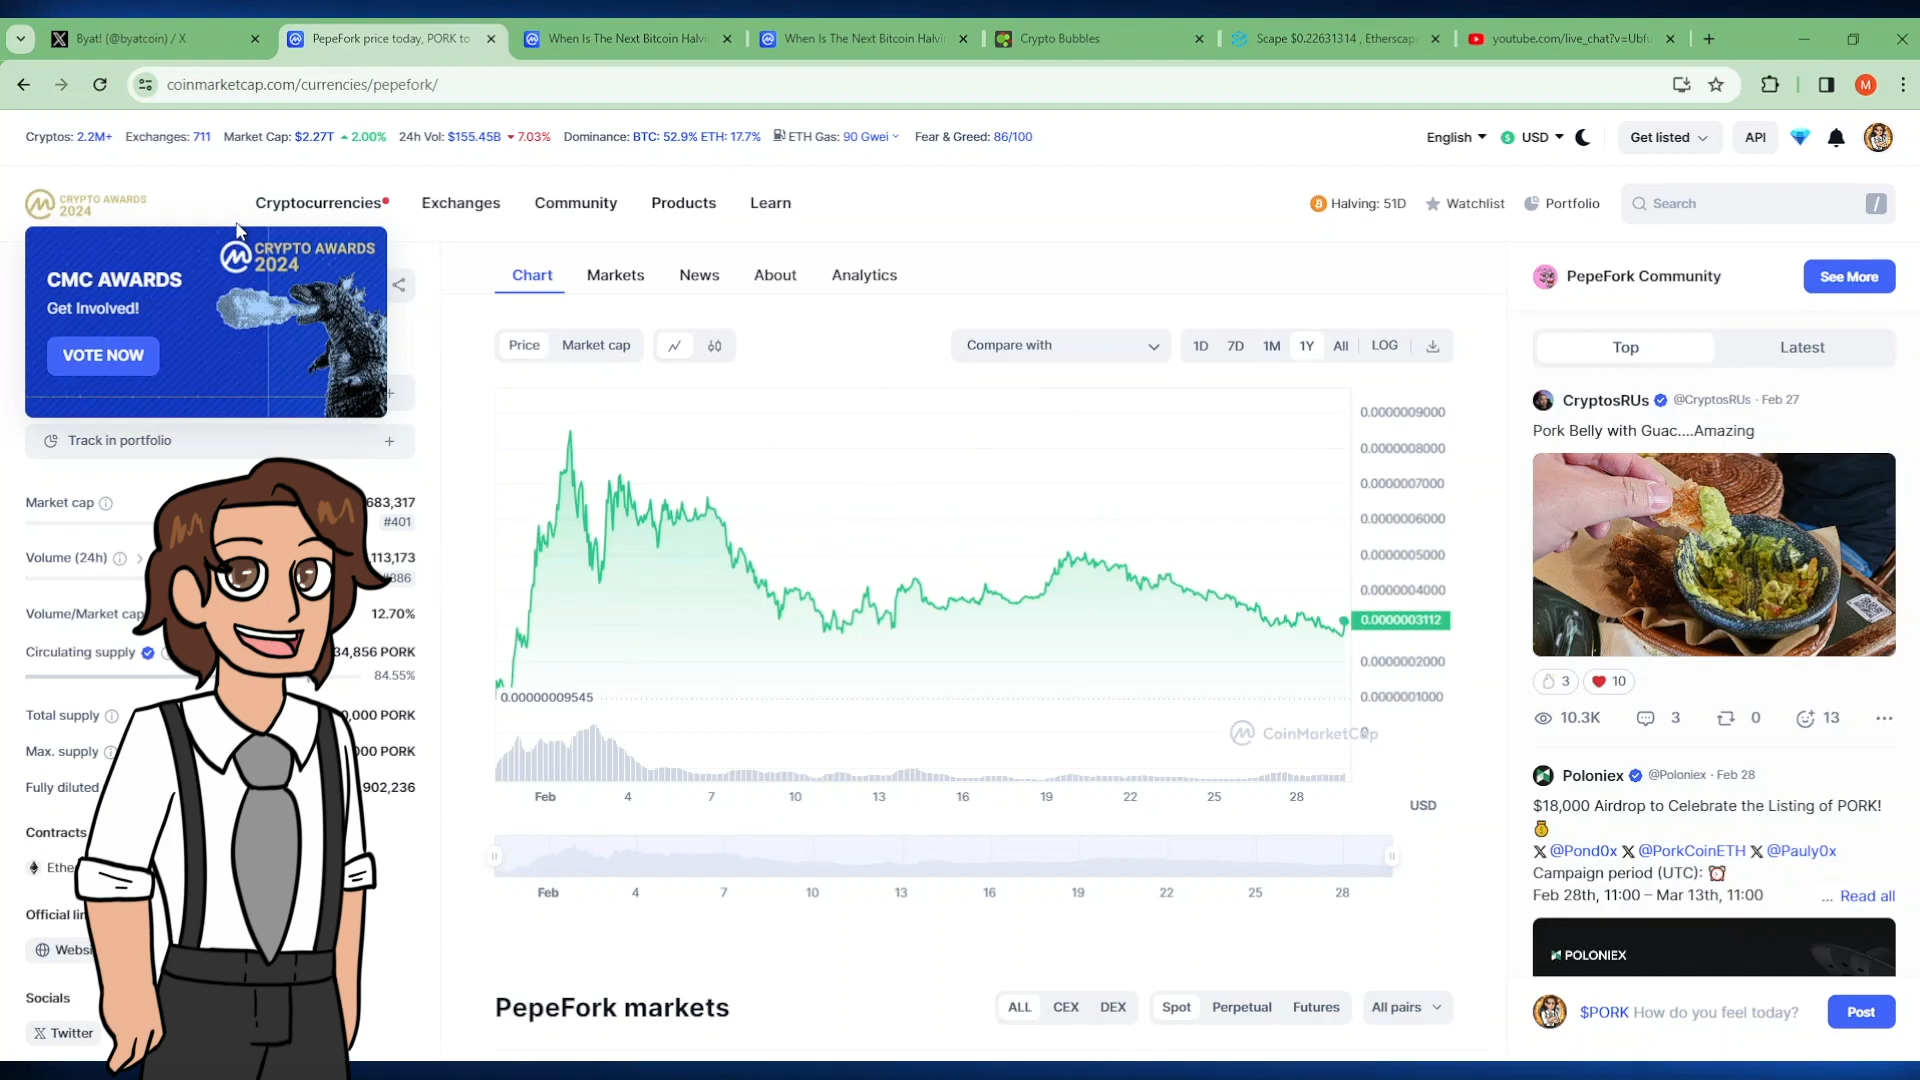 Byat! (@byatcoin) / X
PepeFork price today, PORK to
When Is The Next Bitcoin Halvi
When Is The Next Bitcoin Halvi
Crypto Bubbles
Scape $0.22631314 , Etherscap
youtube.com/live_chat?v=Ubfu
coinmarketcap.com/currencies/pepefork/
M
Cryptos: 2.2M+ Exchanges: 711 Market Cap: $2.27T 2.00% 24h Vol: $155.45B 7.03% Dominance: BTC: 52.9% ETH: 17.7% ETH Gas: 90 Gwei Fear & Greed: 86/100
English USD Get listed API
CRYPTO AWARDS
2024
Cryptocurrencies Exchanges Community Products Learn
Halving: 51D Watchlist Portfolio Search /
CRYPTO AWARDS
2024
CMC AWARDS
Get Involved!
VOTE NOW
Track in portfolio
Market cap 683,317
#401
Volume (24h) 113,173
Volume/Market cap 12.70%
Circulating supply 34,856 PORK
84.55%
Total supply 0,000 PORK
Max. supply 000 PORK
Fully diluted 902,236
Contracts
Ethe
Official lin
Websi
Socials
Twitter
Chart Markets News About Analytics
Price Market cap
Compare with
1D 7D 1M 1Y All LOG
0.0000009000
0.0000008000
0.0000007000
0.0000006000
0.0000005000
0.0000004000
0.0000003112
0.0000002000
0.0000001000
0
0.00000009545
CoinMarketCap
Feb 4 7 10 13 16 19 22 25 28
USD
Feb 4 7 10 13 16 19 22 25 28
PepeFork markets
ALL CEX DEX Spot Perpetual Futures All pairs
PepeFork Community See More
Top Latest
CryptosRUs @CryptosRUs · Feb 27
Pork Belly with Guac....Amazing
3 10
10.3K 3 0 13
Poloniex @Poloniex · Feb 28
$18,000 Airdrop to Celebrate the Listing of PORK!
@Pond0x @PorkCoinETH @Pauly0x
Campaign period (UTC):
Feb 28th, 11:00 – Mar 13th, 11:00 ... Read all
POLONIEX
$PORK How do you feel today? Post